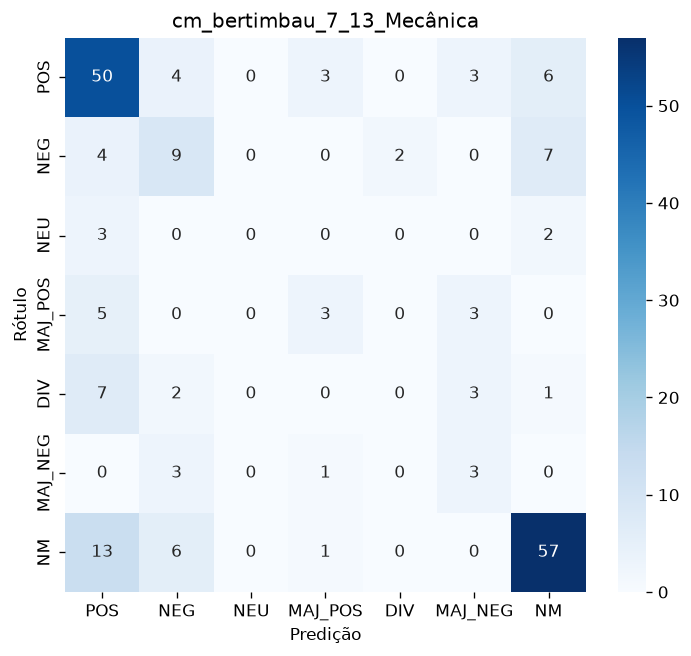 cm_bertimbau_7_13_Mecânica
POS 50 4 0 3 0 3 6
NEG 4 9 0 0 2 0 7
NEU 3 0 0 0 0 0 2
MAJ_POS 5 0 0 3 0 3 0
DIV 7 2 0 0 0 3 1
MAJ_NEG 0 3 0 1 0 3 0
NM 13 6 0 1 0 0 57
POS NEG NEU MAJ_POS DIV MAJ_NEG NM
Predição
Rótulo
50
40
30
20
10
0